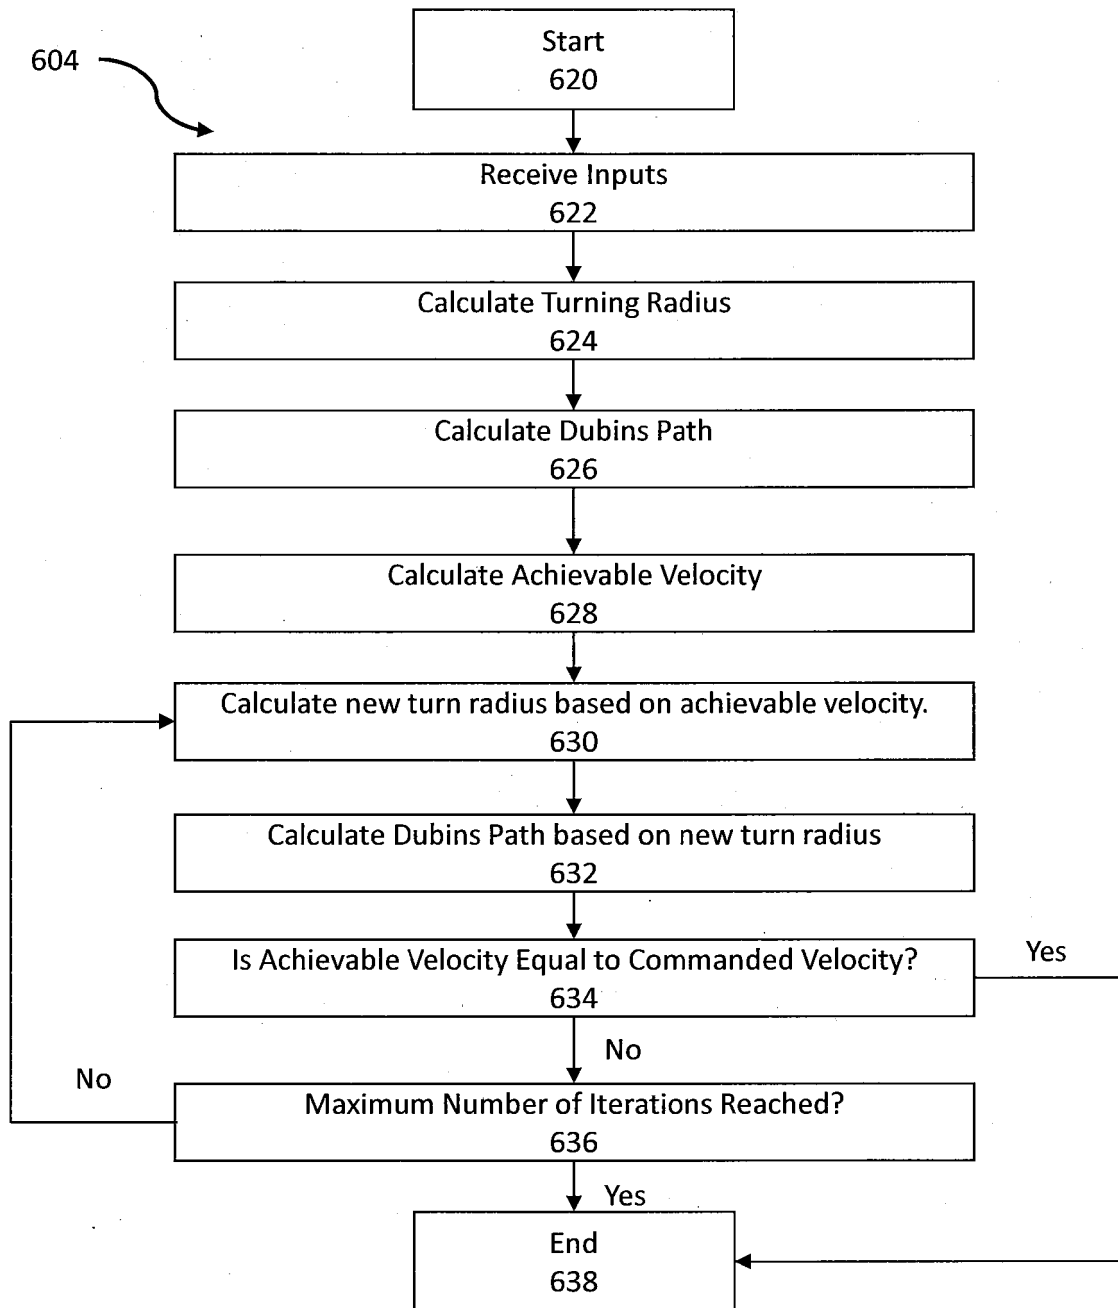 604
Start
620
Receive Inputs
622
Calculate Turning Radius
624
Calculate Dubins Path
626
Calculate Achievable Velocity
628
Calculate new turn radius based on achievable velocity.
630
Calculate Dubins Path based on new turn radius
632
Is Achievable Velocity Equal to Commanded Velocity?
634
Yes
No
No
Maximum Number of Iterations Reached?
636
Yes
End
638